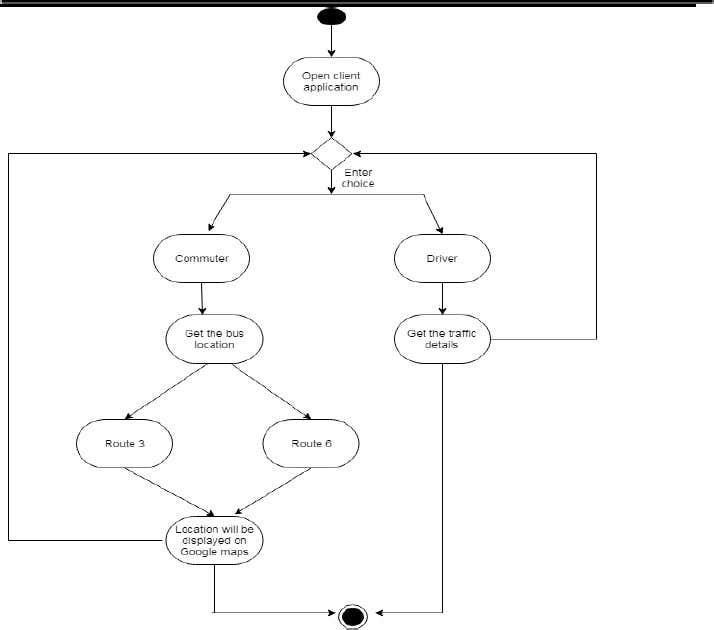 Open client
application
Enter
choice
Commuter
Driver
Get the bus
location
Get the traffic
details
Route 3
Route 6
Location will be
displayed on
Google maps